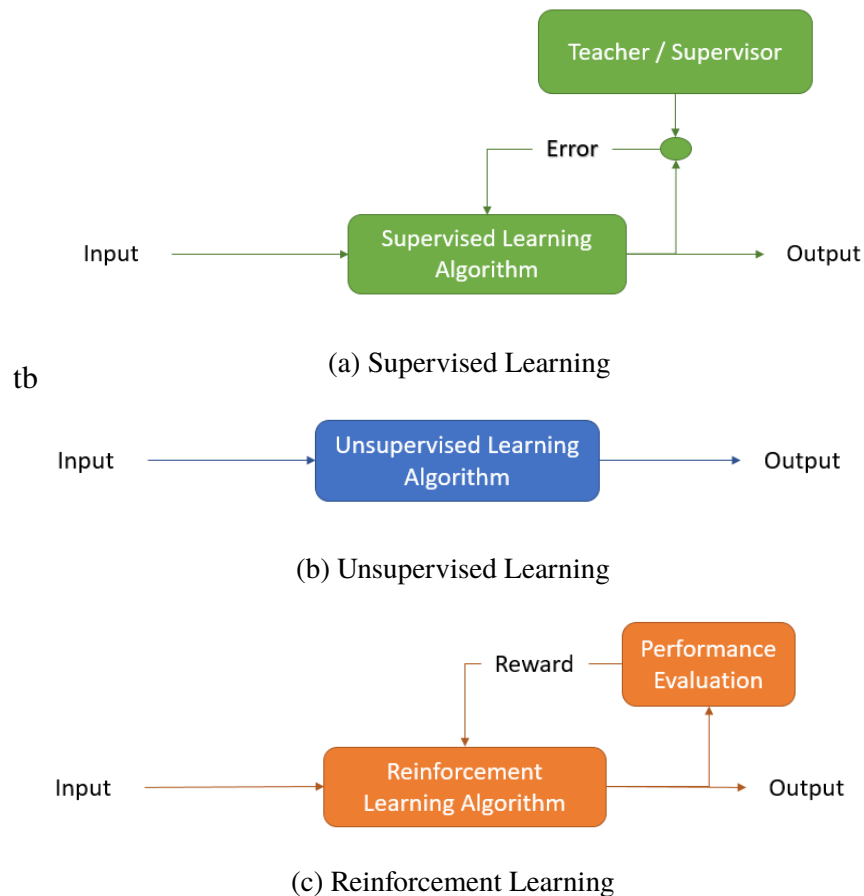 Teacher / Supervisor
Error
Input
Supervised Learning
Algorithm
Output
(a) Supervised Learning
tb
Input
Unsupervised Learning
Algorithm
Output
(b) Unsupervised Learning
Reward
Performance
Evaluation
Input
Reinforcement
Learning Algorithm
Output
(c) Reinforcement Learning